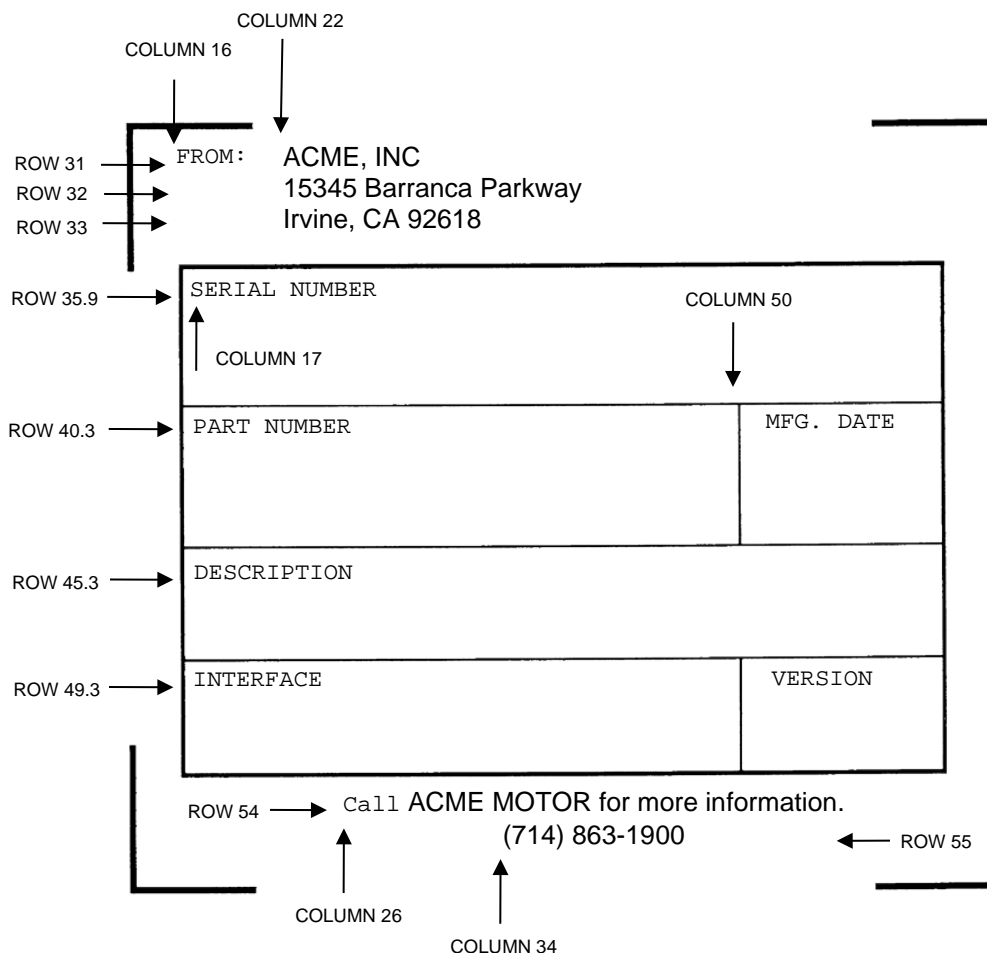 COLUMN 22
COLUMN 16
ROW 31 FROM: ACME, INC
ROW 32 15345 Barranca Parkway
ROW 33 Irvine, CA 92618
ROW 35.9 SERIAL NUMBER COLUMN 50
COLUMN 17
ROW 40.3 PART NUMBER MFG. DATE
ROW 45.3 DESCRIPTION
ROW 49.3 INTERFACE VERSION
ROW 54 Call ACME MOTOR for more information.
(714) 863-1900 ROW 55
COLUMN 26
COLUMN 34